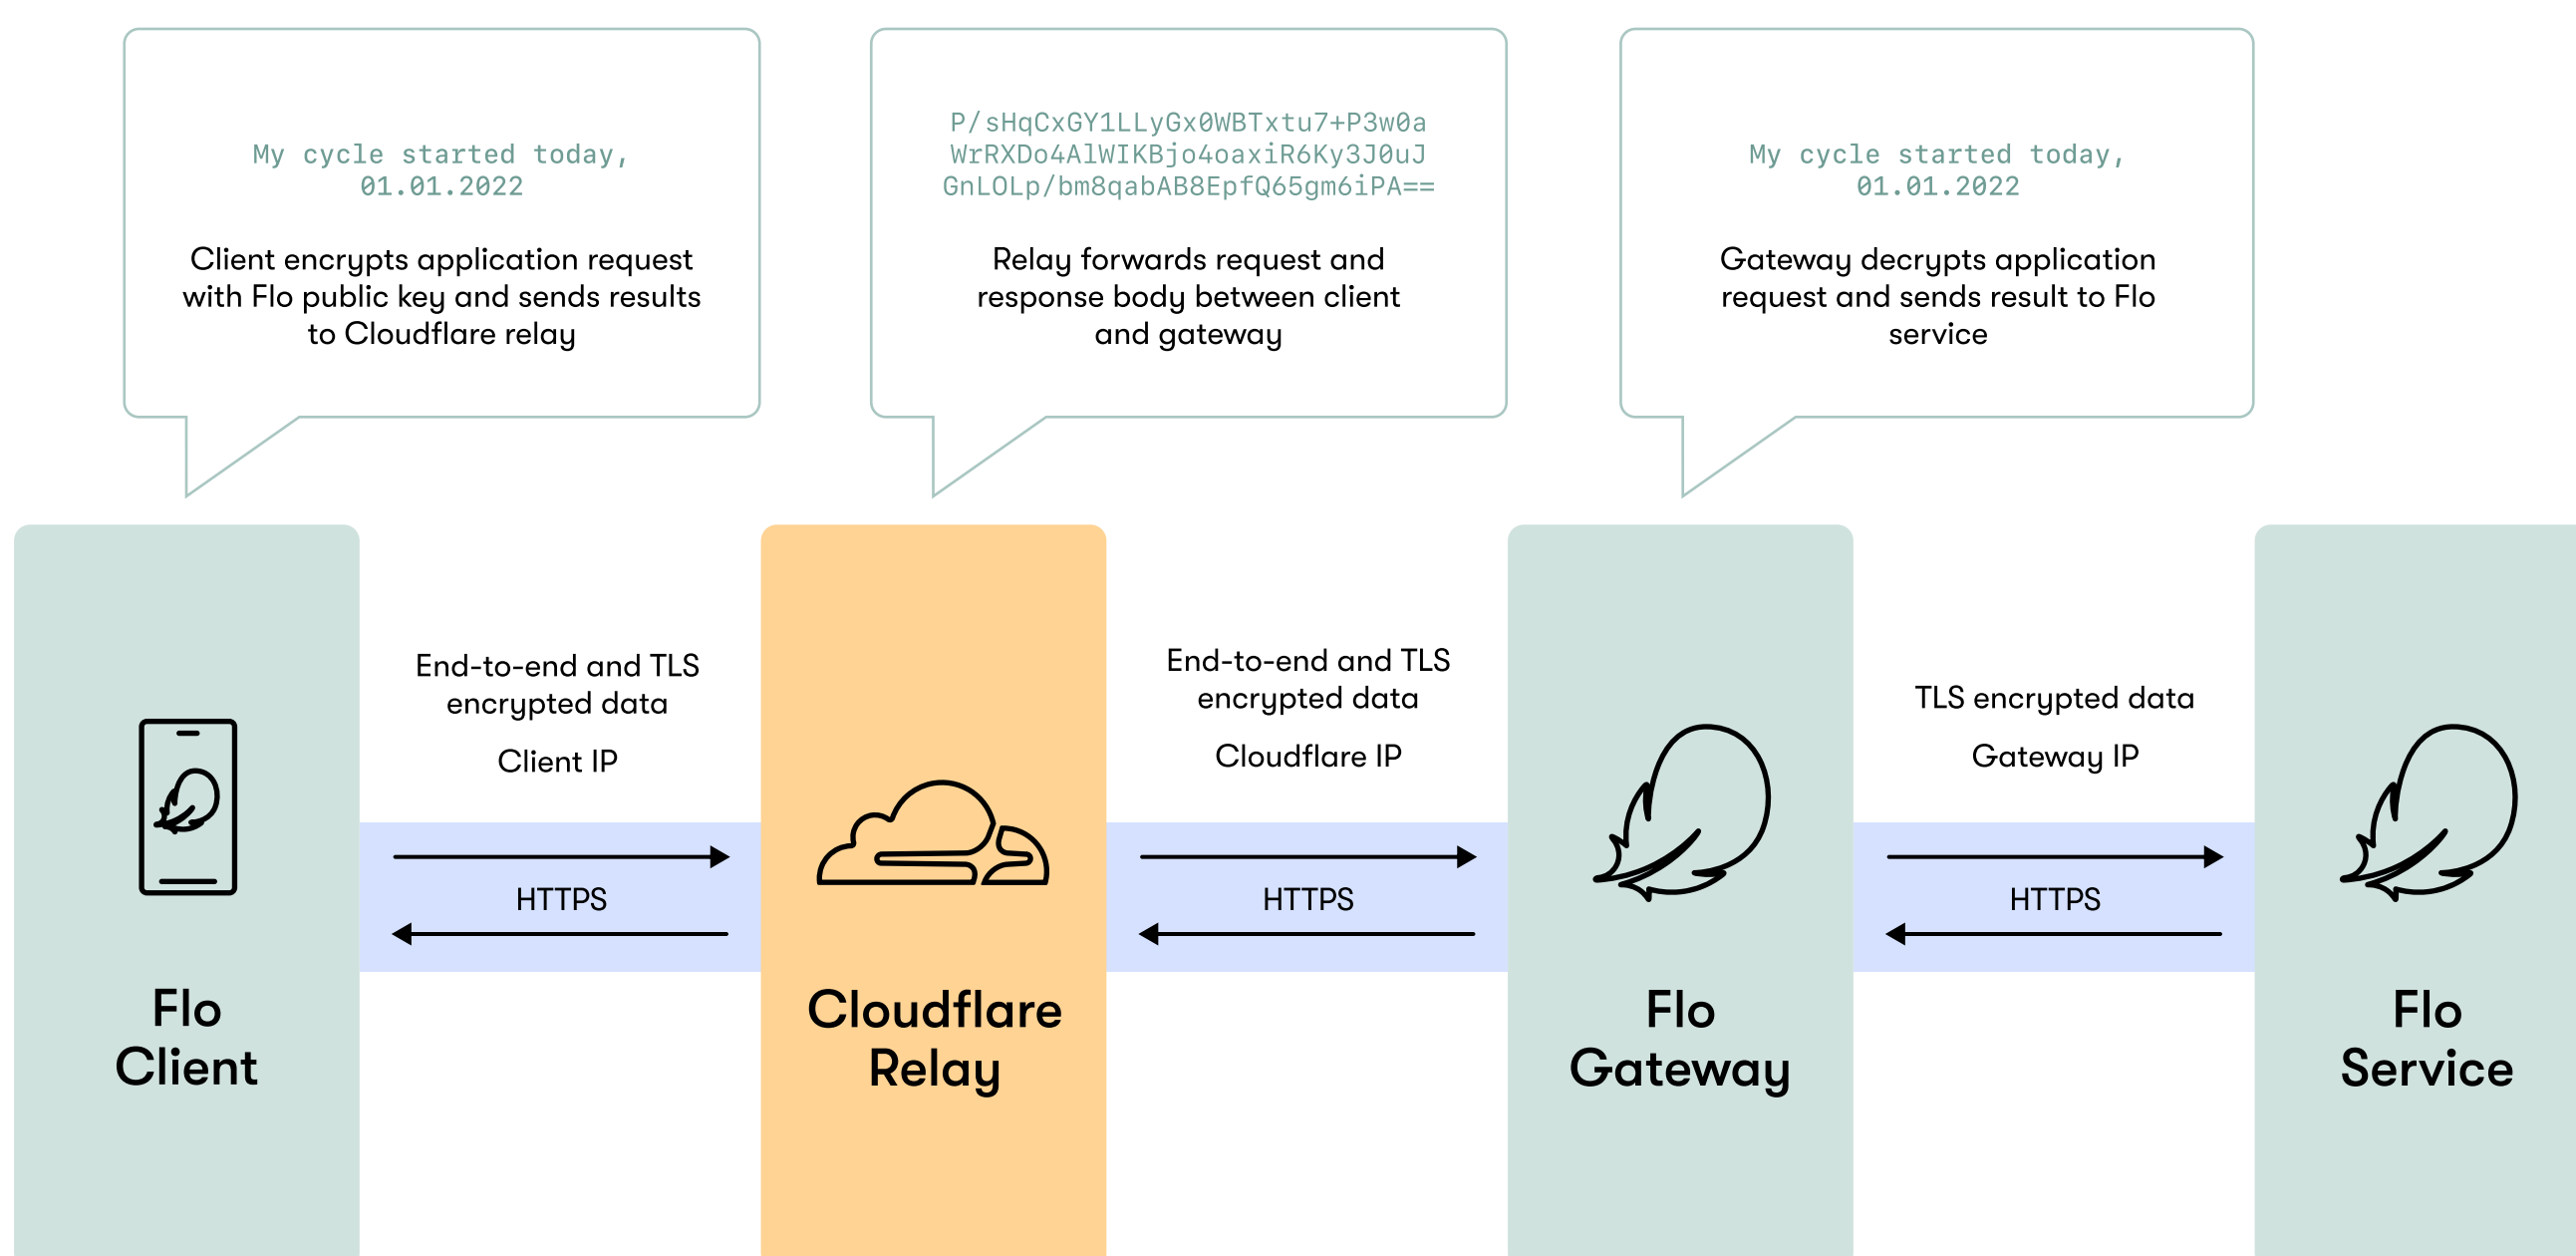 My cycle started today,
01.01.2022
Client encrypts application request
with Flo public key and sends results
to Cloudflare relay
P/sHqCxGY1LLyGx0WBTxtu7+P3w0a
WrRXDo4AlWIKBjo4oaxiR6Ky3J0uJ
GnLOLp/bm8qabAB8EpfQ65gm6iPA==
Relay forwards request and
response body between client
and gateway
My cycle started today,
01.01.2022
Gateway decrypts application
request and sends result to Flo
service
End-to-end and TLS
encrypted data
Client IP
HTTPS
End-to-end and TLS
encrypted data
Cloudflare IP
HTTPS
TLS encrypted data
Gateway IP
HTTPS
Flo
Client
Cloudflare
Relay
Flo
Gateway
Flo
Service